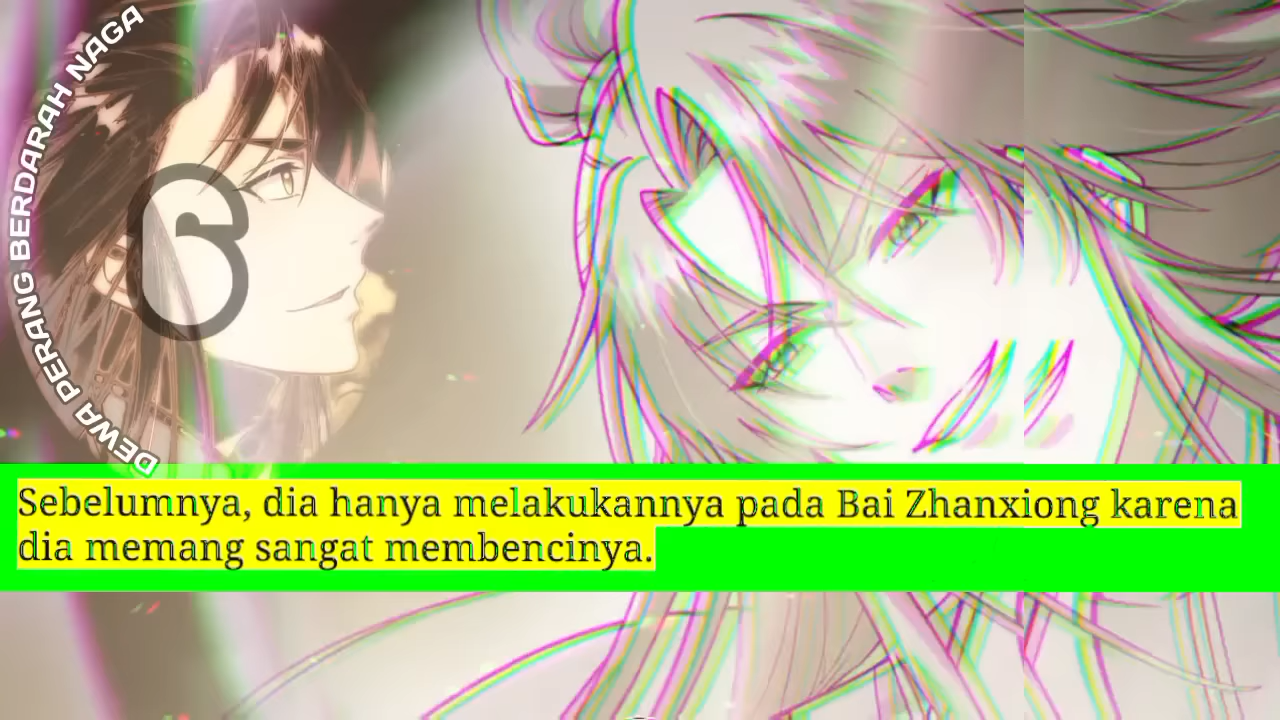 DEWA PERANG BERDARAH NAGA
6
Sebelumnya, dia hanya melakukannya pada Bai Zhanxiong karena
dia memang sangat membencinya.